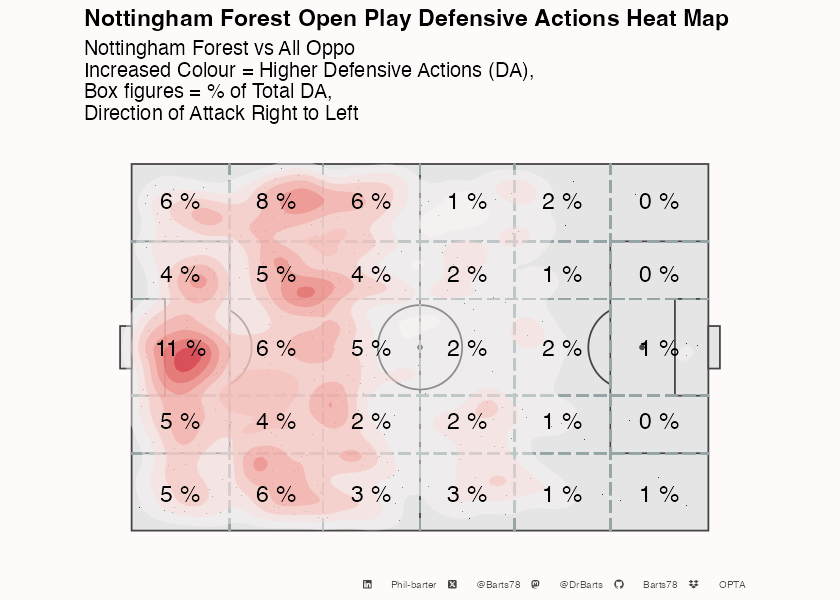 Nottingham Forest Open Play Defensive Actions Heat Map
Nottingham Forest vs All Oppo
Increased Colour = Higher Defensive Actions (DA),
Box figures = % of Total DA,
Direction of Attack Right to Left
6 % 8 % 6 % 1 % 2 % 0 %
4 % 5 % 4 % 2 % 1 % 0 %
11 % 6 % 5 % 2 % 2 % 1 %
5 % 4 % 2 % 2 % 1 % 0 %
5 % 6 % 3 % 3 % 1 % 1 %
Phil-barter @Barts78 @DrBarts Barts78 OPTA